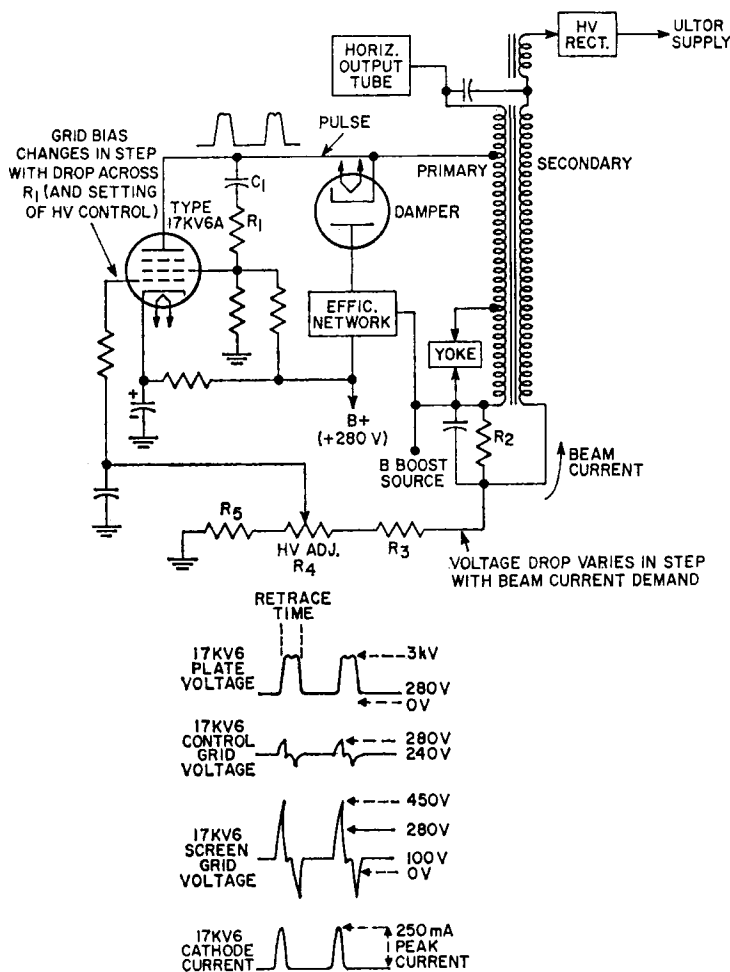 HV
RECT.
ULTOR
SUPPLY
HORIZ.
OUTPUT
TUBE
GRID BIAS
CHANGES IN STEP
WITH DROP ACROSS
R1 (AND SETTING
OF HV CONTROL)
PULSE
PRIMARY
SECONDARY
C1
TYPE
17KV6A
R1
DAMPER
EFFIC.
NETWORK
YOKE
+
-
B+
(+280 V)
R2
B BOOST
SOURCE
BEAM
CURRENT
R5
HV ADJ.
R4
R3
VOLTAGE DROP VARIES IN STEP
WITH BEAM CURRENT DEMAND
RETRACE
TIME
17KV6
PLATE
VOLTAGE
3kV
280V
0V
17KV6
CONTROL
GRID
VOLTAGE
280V
240V
17KV6
SCREEN
GRID
VOLTAGE
450V
280V
100V
0V
17KV6
CATHODE
CURRENT
250 mA
PEAK
CURRENT